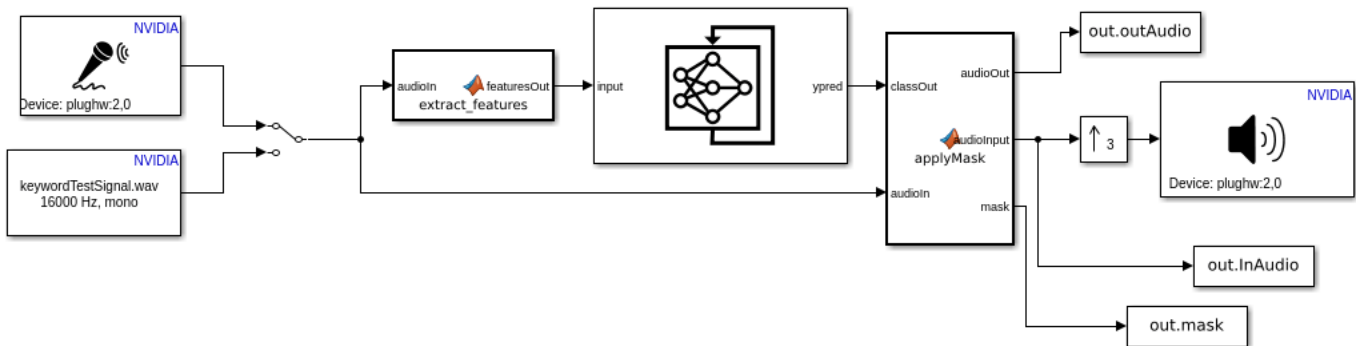 NVIDIA
Device: plughw:2,0
NVIDIA
keywordTestSignal.wav
16000 Hz, mono
audioIn
featuresOut
extract_features
input
ypred
classOut
audioIn
applyMask
audioOut
audioInput
mask
out.outAudio
3
NVIDIA
Device: plughw:2,0
out.InAudio
out.mask